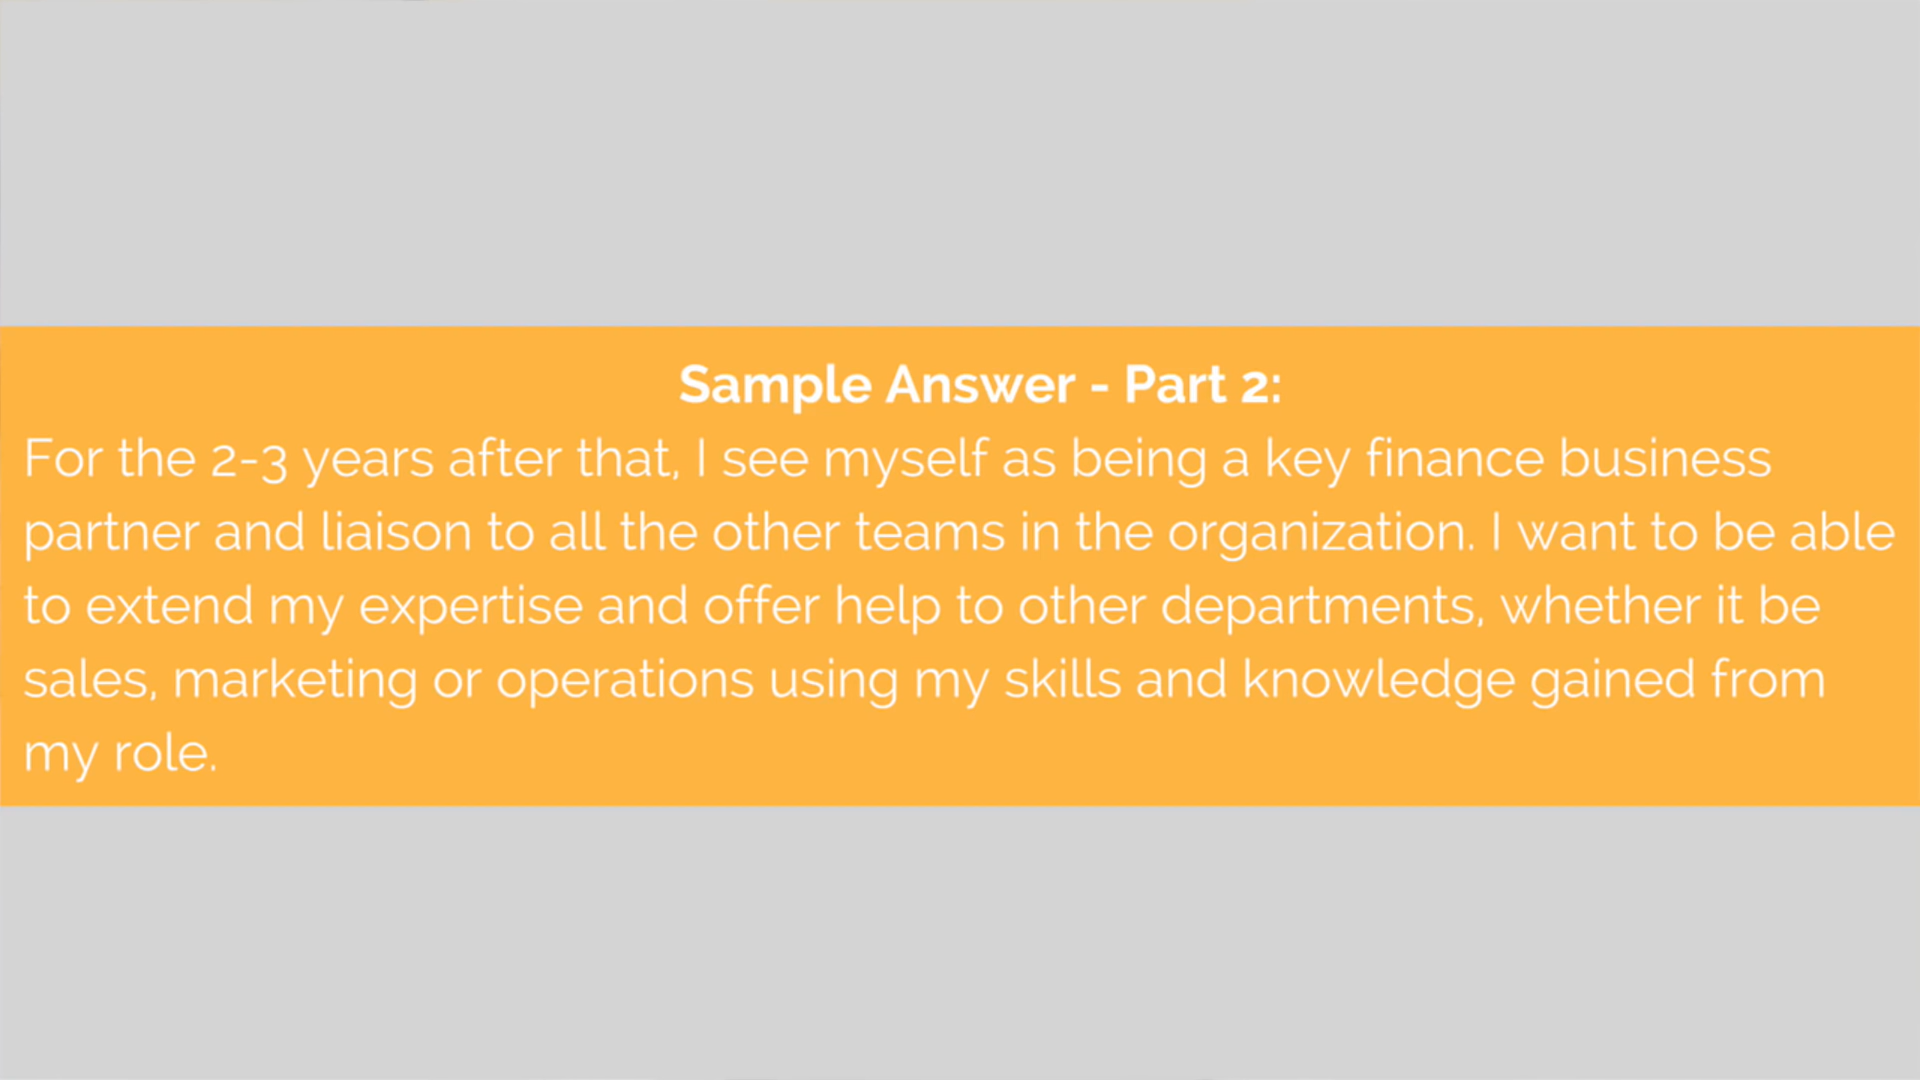 Sample Answer - Part 2:
For the 2-3 years after that, I see myself as being a key finance business
partner and liaison to all the other teams in the organization. I want to be able
to extend my expertise and offer help to other departments, whether it be
sales, marketing or operations using my skills and knowledge gained from
my role.